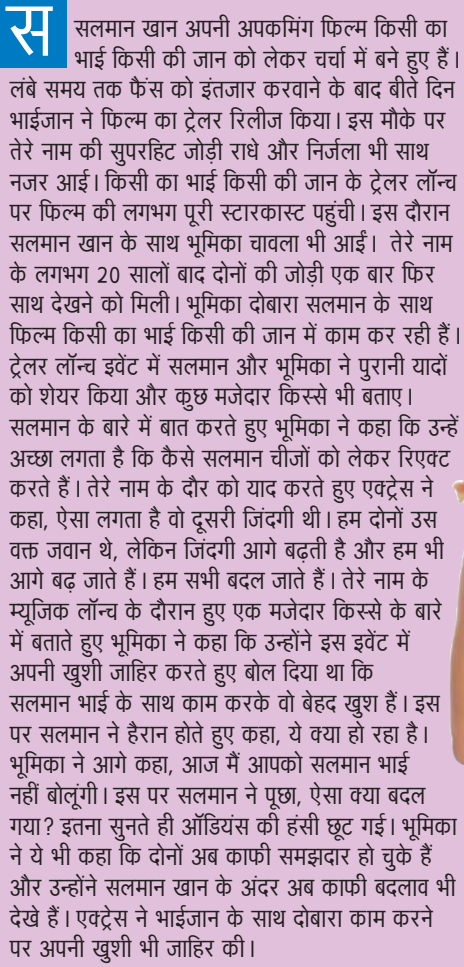 स सलमान खान अपनी अपकमिंग फिल्म किसी का
भाई किसी की जान को लेकर चर्चा में बने हुए हैं।
लंबे समय तक फैंस को इंतजार करवाने के बाद बीते दिन
भाईजान ने फिल्म का ट्रेलर रिलीज किया। इस मौके पर
तेरे नाम की सुपरहिट जोड़ी राधे और निर्जला भी साथ
नजर आई। किसी का भाई किसी की जान के ट्रेलर लॉन्च
पर फिल्म की लगभग पूरी स्टारकास्ट पहुंची। इस दौरान
सलमान खान के साथ भूमिका चावला भी आईं। तेरे नाम
के लगभग 20 सालों बाद दोनों की जोड़ी एक बार फिर
साथ देखने को मिली। भूमिका दोबारा सलमान के साथ
फिल्म किसी का भाई किसी की जान में काम कर रही हैं।
ट्रेलर लॉन्च इवेंट में सलमान और भूमिका ने पुरानी यादों
को शेयर किया और कुछ मजेदार किस्से भी बताए।
सलमान के बारे में बात करते हुए भूमिका ने कहा कि उन्हें
अच्छा लगता है कि कैसे सलमान चीजों को लेकर रिएक्ट
करते हैं। तेरे नाम के दौर को याद करते हुए एक्ट्रेस ने
कहा, ऐसा लगता है वो दूसरी जिंदगी थी। हम दोनों उस
वक्त जवान थे, लेकिन जिंदगी आगे बढ़ती है और हम भी
आगे बढ़ जाते हैं। हम सभी बदल जाते हैं। तेरे नाम के
म्यूजिक लॉन्च के दौरान हुए एक मजेदार किस्से के बारे
में बताते हुए भूमिका ने कहा कि उन्होंने इस इवेंट में
अपनी खुशी जाहिर करते हुए बोल दिया था कि
सलमान भाई के साथ काम करके वो बेहद खुश हैं। इस
पर सलमान ने हैरान होते हुए कहा, ये क्या हो रहा है।
भूमिका ने आगे कहा, आज मैं आपको सलमान भाई
नहीं बोलूंगी। इस पर सलमान ने पूछा, ऐसा क्या बदल
गया? इतना सुनते ही ऑडियंस की हंसी छूट गई। भूमिका
ने ये भी कहा कि दोनों अब काफी समझदार हो चुके हैं
और उन्होंने सलमान खान के अंदर अब काफी बदलाव भी
देखे हैं। एक्ट्रेस ने भाईजान के साथ दोबारा काम करने
पर अपनी खुशी भी जाहिर की।